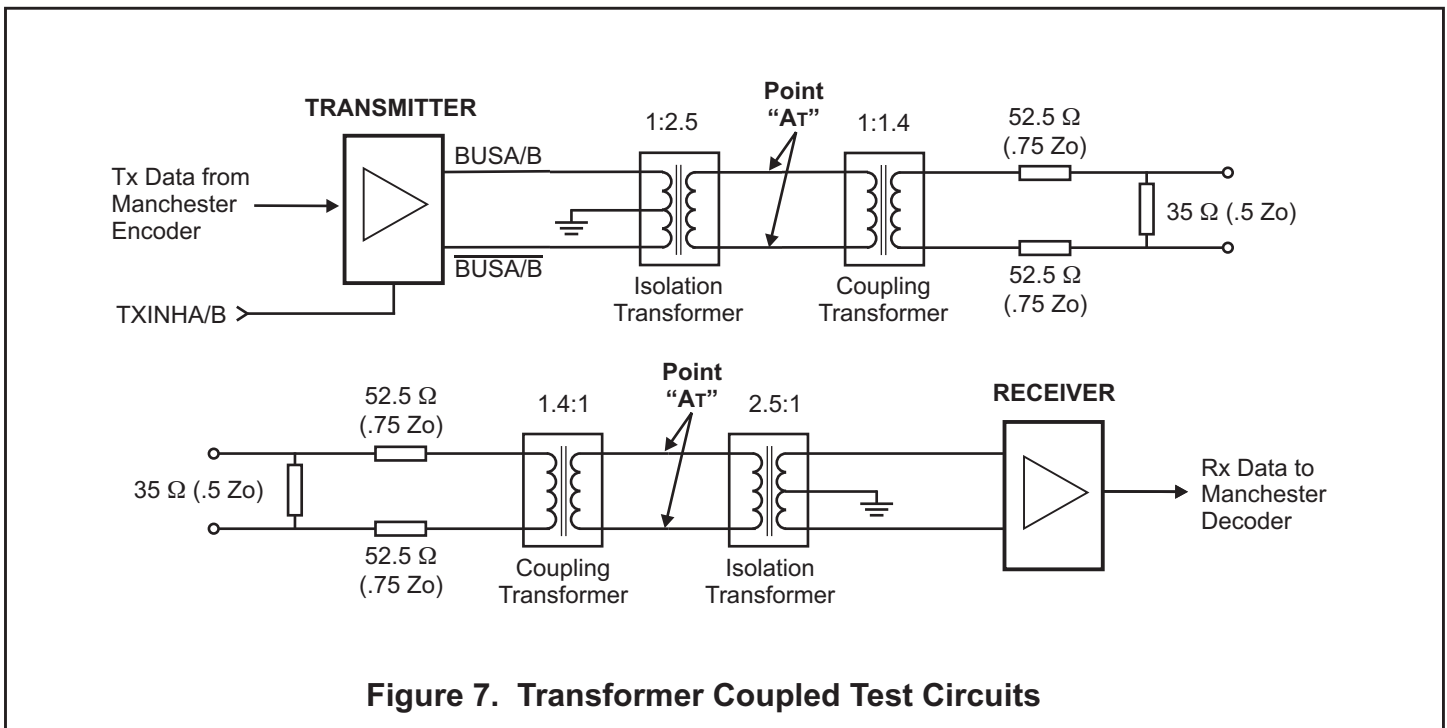 TRANSMITTER
Tx Data from
Manchester
Encoder
TXINHA/B
BUSA/B
BUSA/B
1:2.5
Isolation
Transformer
Point
“AT”
1:1.4
Coupling
Transformer
52.5 Ω
(.75 Zo)
35 Ω (.5 Zo)
52.5 Ω
(.75 Zo)
35 Ω (.5 Zo)
52.5 Ω
(.75 Zo)
52.5 Ω
(.75 Zo)
1.4:1
Coupling
Transformer
Point
“AT”
2.5:1
Isolation
Transformer
RECEIVER
Rx Data to
Manchester
Decoder
Figure 7. Transformer Coupled Test Circuits